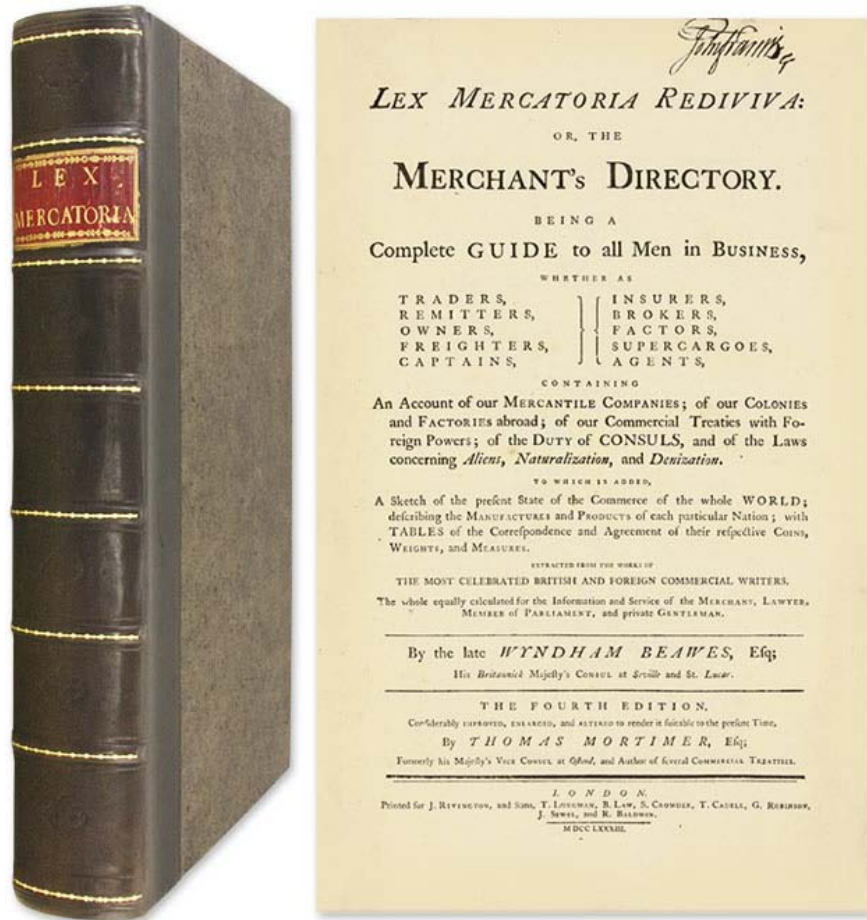 LEX
MERCATORIA
LEX MERCATORIA REDIVIVA:
OR, THE
MERCHANT's DIRECTORY.
BEING A
Complete GUIDE to all Men in BUSINESS,
WHETHER AS
TRADERS,
REMITTERS,
OWNERS,
FREIGHTERS,
CAPTAINS,
INSURERS,
BROKERS,
FACTORS,
SUPERCARGOES,
AGENTS,
CONTAINING
An Account of our MERCANTILE COMPANIES; of our COLONIES
and FACTORIES abroad; of our Commercial Treaties with Fo-
reign Powers; of the DUTY of CONSULS, and of the Laws
concerning Aliens, Naturalization, and Denization.
TO WHICH IS ADDED,
A Sketch of the preſent State of the Commerce of the whole WORLD;
deſcribing the MANUFACTURES and PRODUCTS of each particular Nation; with
TABLES of the Correſpondence and Agreement of their reſpective COINS,
WEIGHTS, and MEASURES.
EXTRACTED FROM THE WORKS OF
THE MOST CELEBRATED BRITISH AND FOREIGN COMMERCIAL WRITERS.
The whole equally calculated for the Information and Service of the MERCHANT, LAWYER,
MEMBER of PARLIAMENT, and private GENTLEMAN.
By the late WYNDHAM BEAWES, Eſq;
His Britannick Majeſty's CONSUL at Seville and St. Lucar.
THE FOURTH EDITION,
Conſiderably IMPROVED, ENLARGED, and ALTERED to render it ſuitable to the preſent Time,
By THOMAS MORTIMER, Eſq;
Formerly his Majeſty's VICE CONSUL at Oſtend, and Author of ſeveral COMMERCIAL TREATISES.
LONDON,
Printed for J. RIVINGTON, and Sons, T. LONGMAN, B. LAW, S. CROWDER, T. CADELL, G. ROBINSON,
J. SEWEL, and R. BALDWIN.
MDCCLXXXIII.